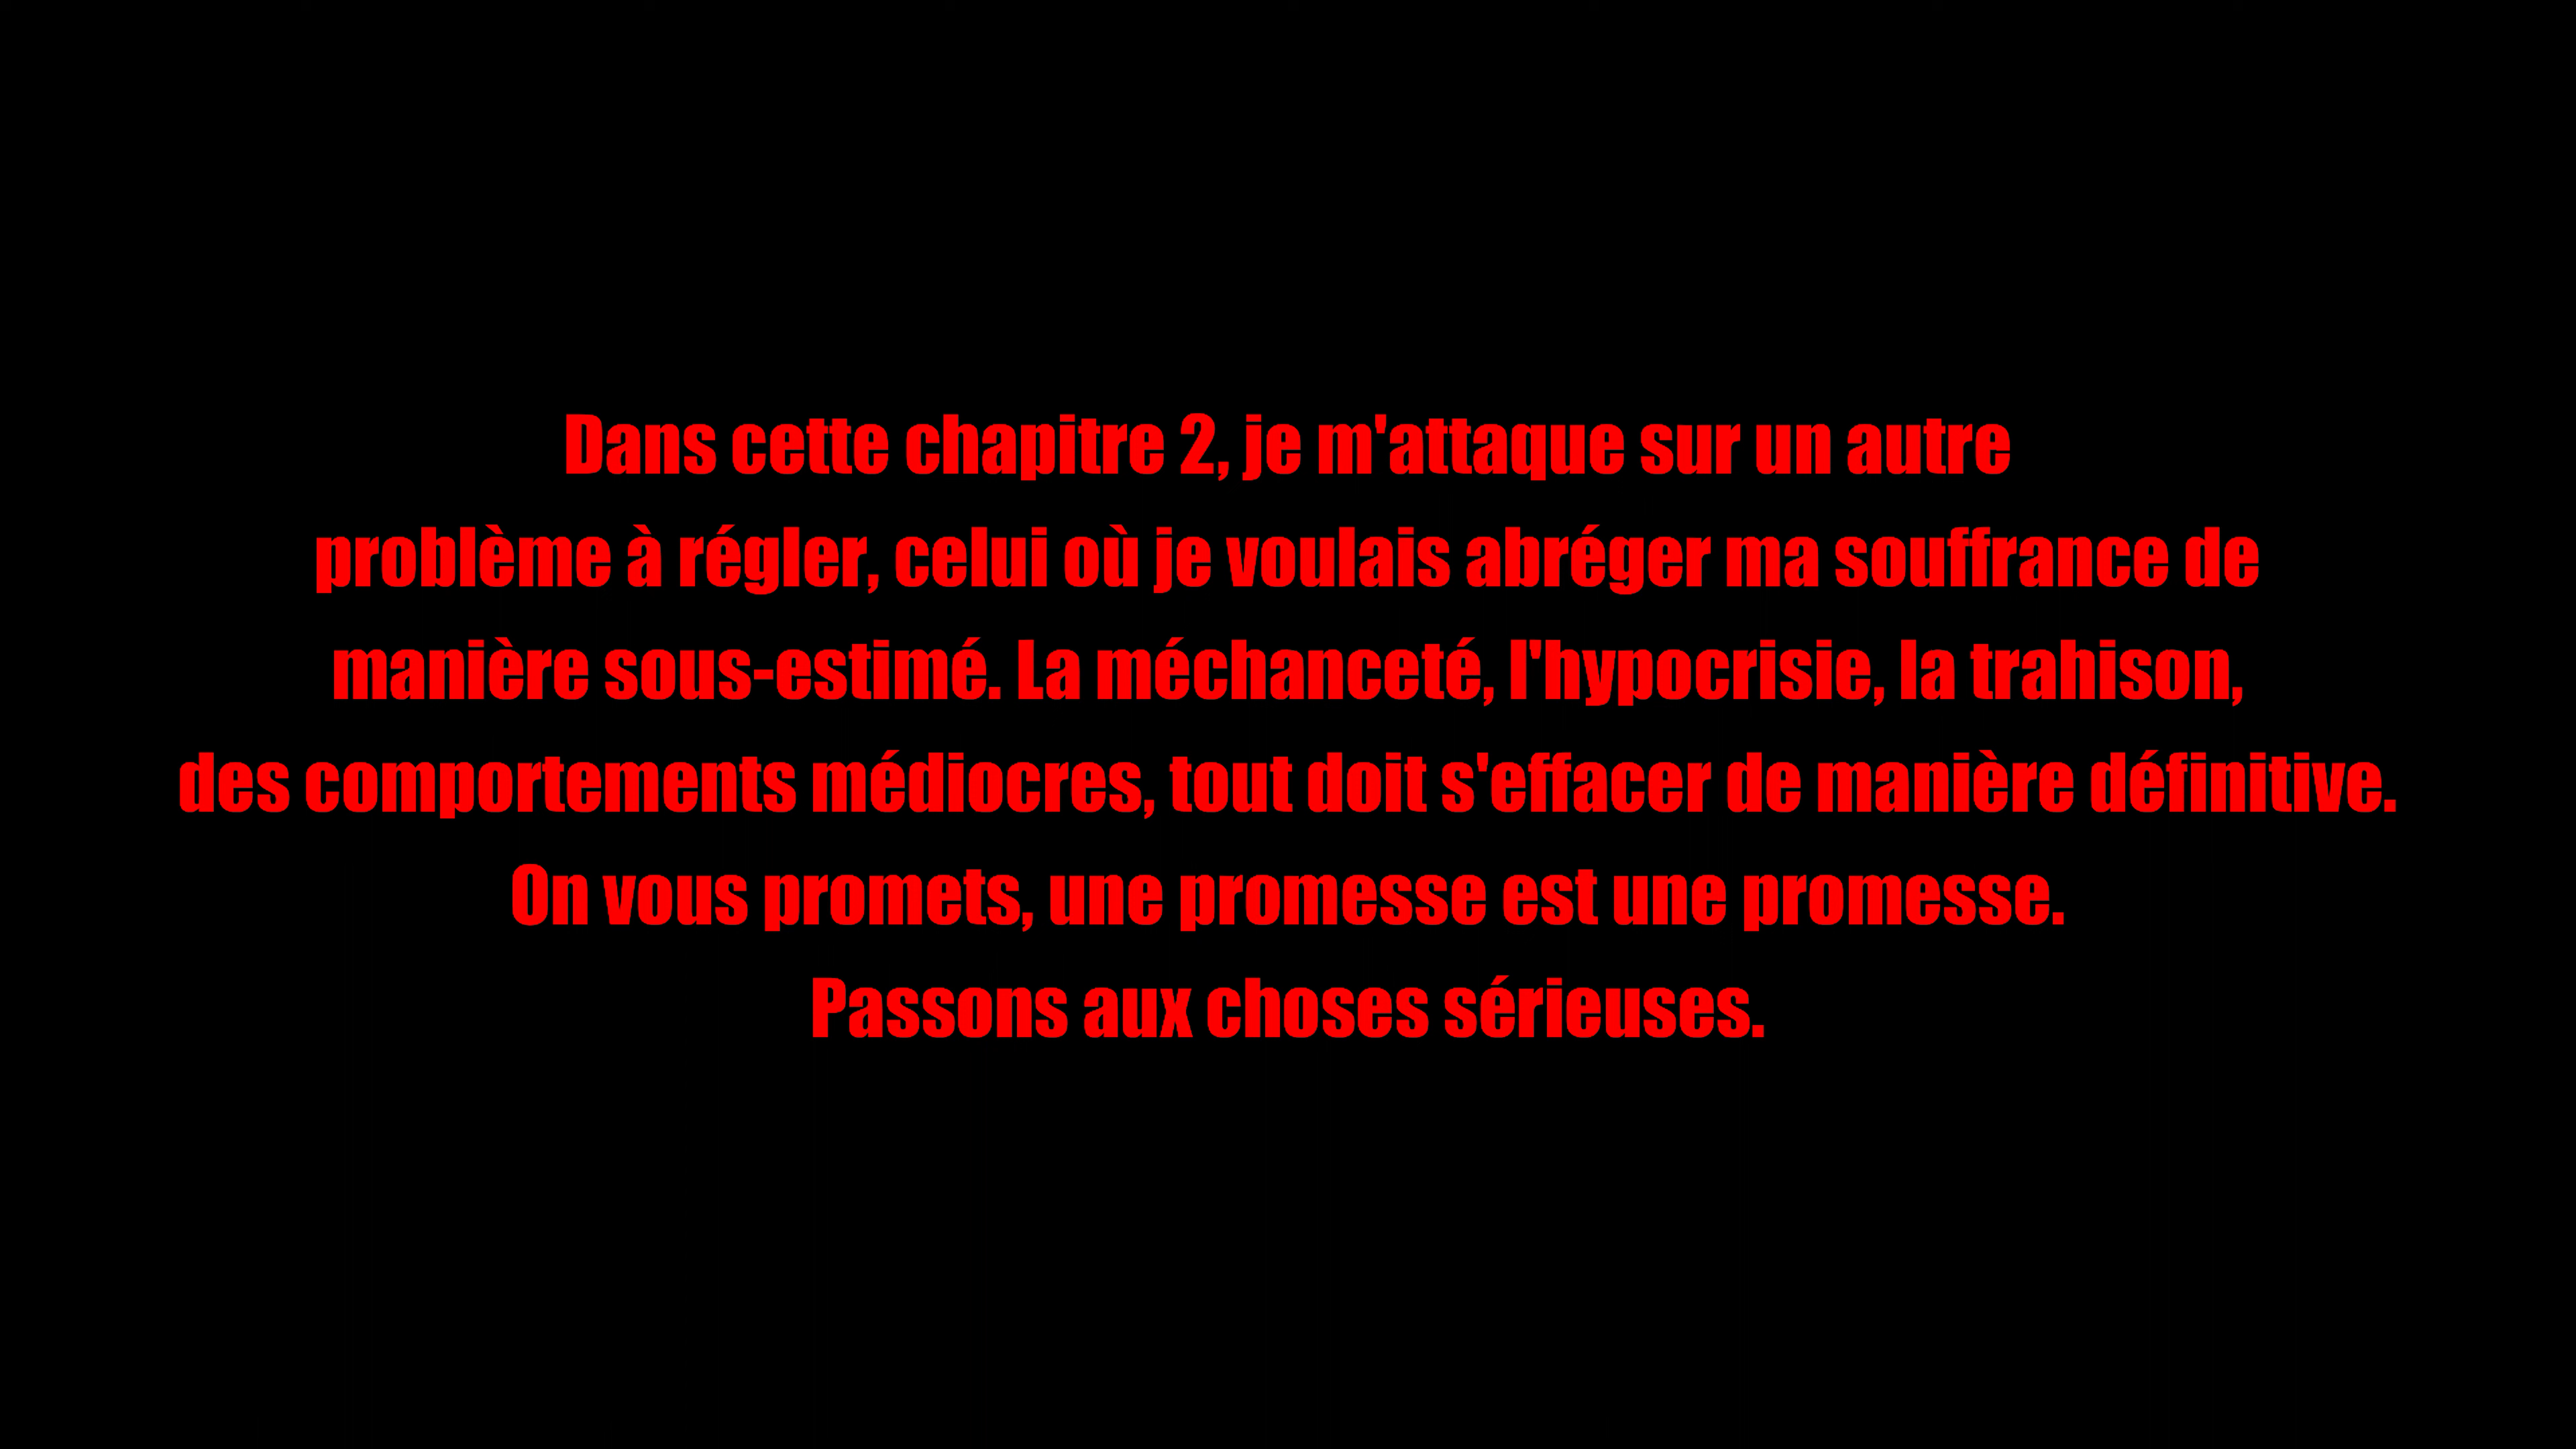 Dans cette chapitre 2, je m'attaque sur un autre
problème à régler, celui où je voulais abréger ma souffrance de
manière sous-estimé. La méchanceté, l'hypocrisie, la trahison,
des comportements médiocres, tout doit s'effacer de manière définitive.
On vous promets, une promesse est une promesse.
Passons aux choses sérieuses.